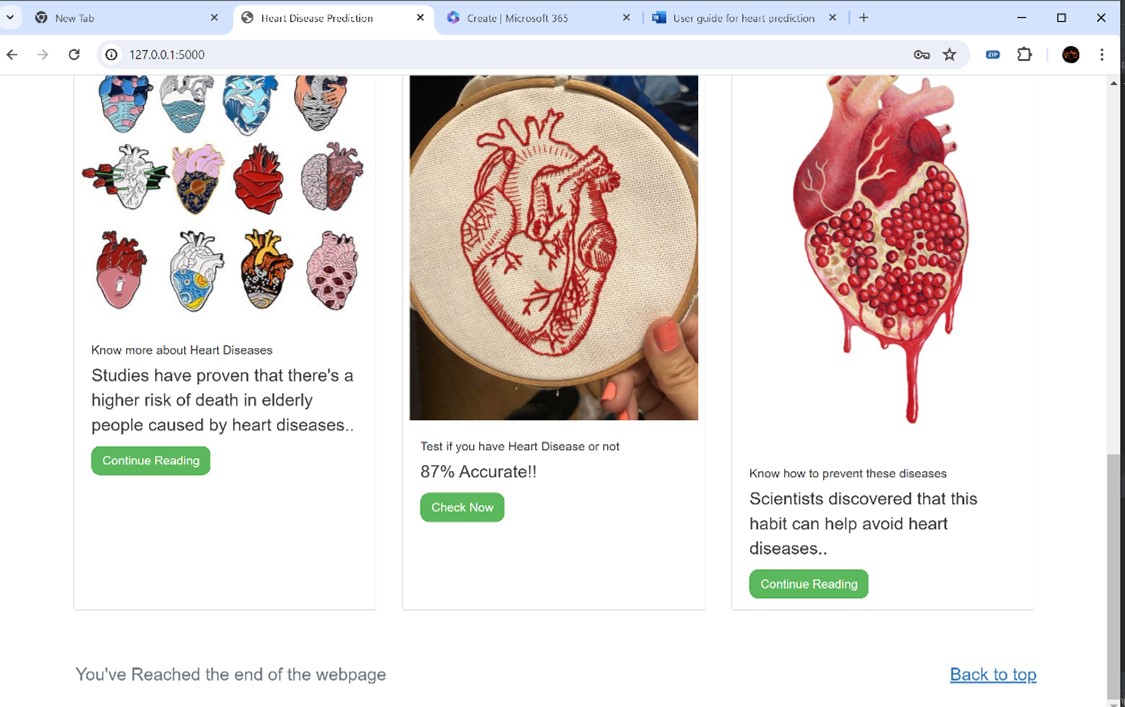 New Tab
Heart Disease Prediction
Create | Microsoft 365
User guide for heart prediction
127.0.0.1:5000
ZIP
Know more about Heart Diseases
Studies have proven that there's a
higher risk of death in elderly
people caused by heart diseases..
Continue Reading
Test if you have Heart Disease or not
87% Accurate!!
Check Now
Know how to prevent these diseases
Scientists discovered that this
habit can help avoid heart
diseases..
Continue Reading
You've Reached the end of the webpage
Back to top